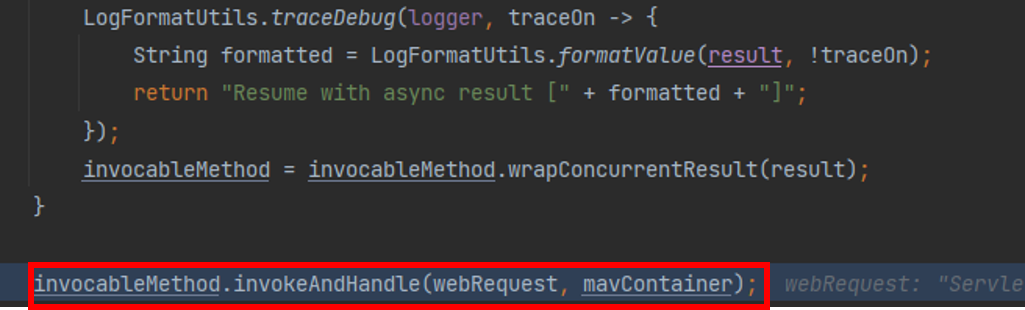 LogFormatUtils.traceDebug(logger, traceOn -> {
String formatted = LogFormatUtils.formatValue(result, !traceOn);
return "Resume with async result [" + formatted + "]";
});
invocableMethod = invocableMethod.wrapConcurrentResult(result);
}
invocableMethod.invokeAndHandle(webRequest, mavContainer); webRequest: "Servle